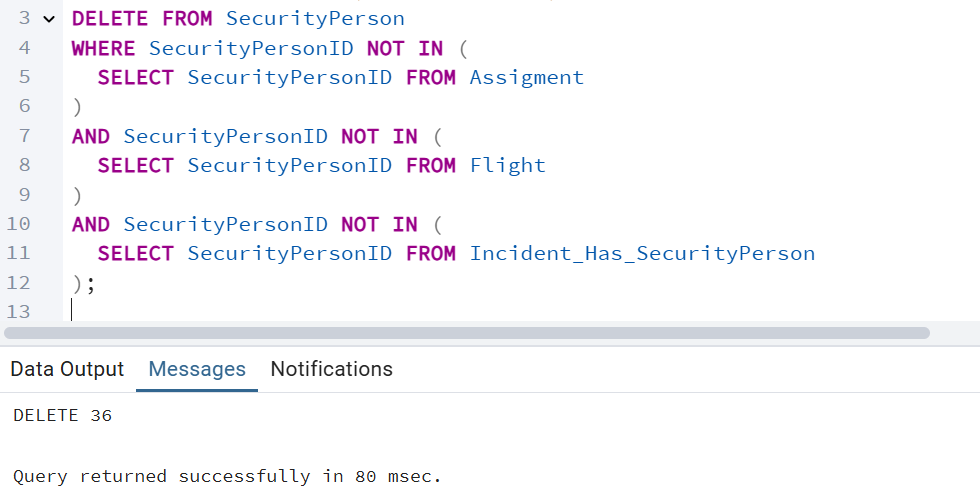 3 DELETE FROM SecurityPerson
4 WHERE SecurityPersonID NOT IN (
5 SELECT SecurityPersonID FROM Assigment
6 )
7 AND SecurityPersonID NOT IN (
8 SELECT SecurityPersonID FROM Flight
9 )
10 AND SecurityPersonID NOT IN (
11 SELECT SecurityPersonID FROM Incident_Has_SecurityPerson
12 );
13
Data Output Messages Notifications
DELETE 36
Query returned successfully in 80 msec.